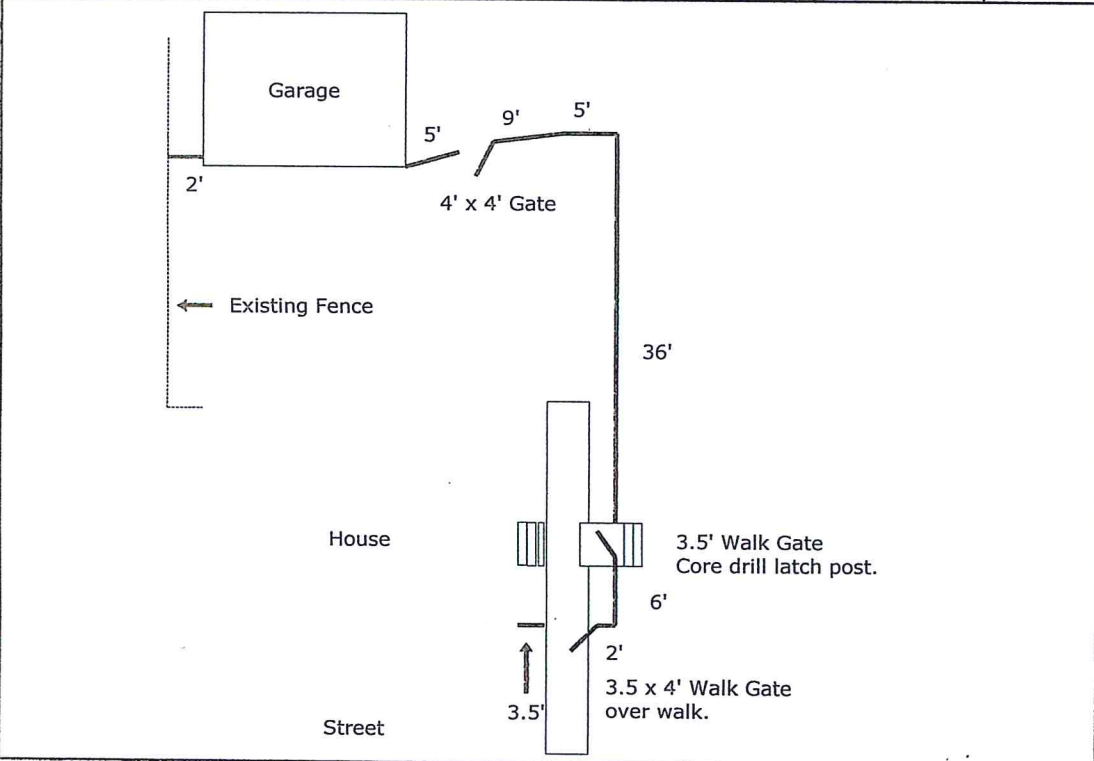 Garage
5'
9'
5'
2'
4' x 4' Gate
Existing Fence
36'
House
3.5' Walk Gate
Core drill latch post.
6'
2'
3.5 x 4' Walk Gate
over walk.
3.5'
Street